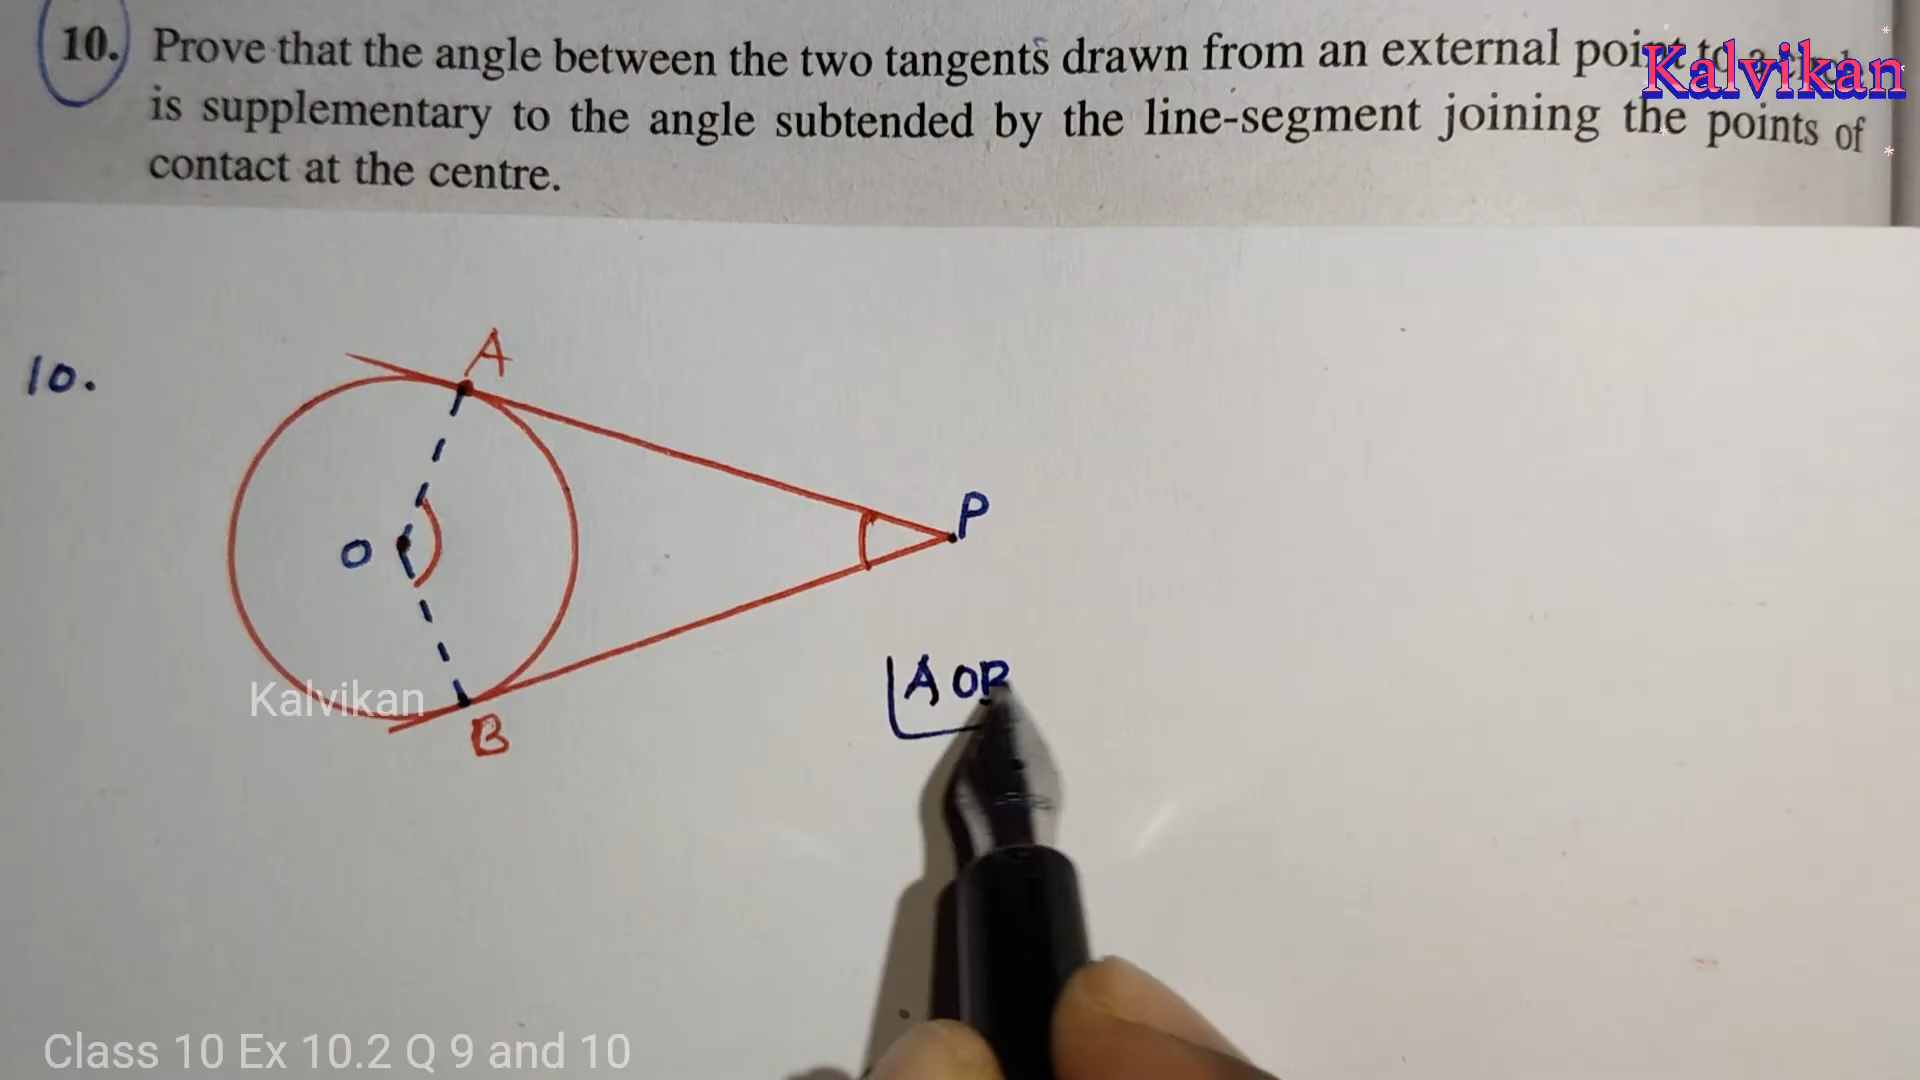 10. Prove that the angle between the two tangents drawn from an external point to a circle
Kalvikan
is supplementary to the angle subtended by the line-segment joining the points of
contact at the centre.
10.
A
P
O
AOB
Kalvikan
B
Class 10 Ex 10.2 Q 9 and 10